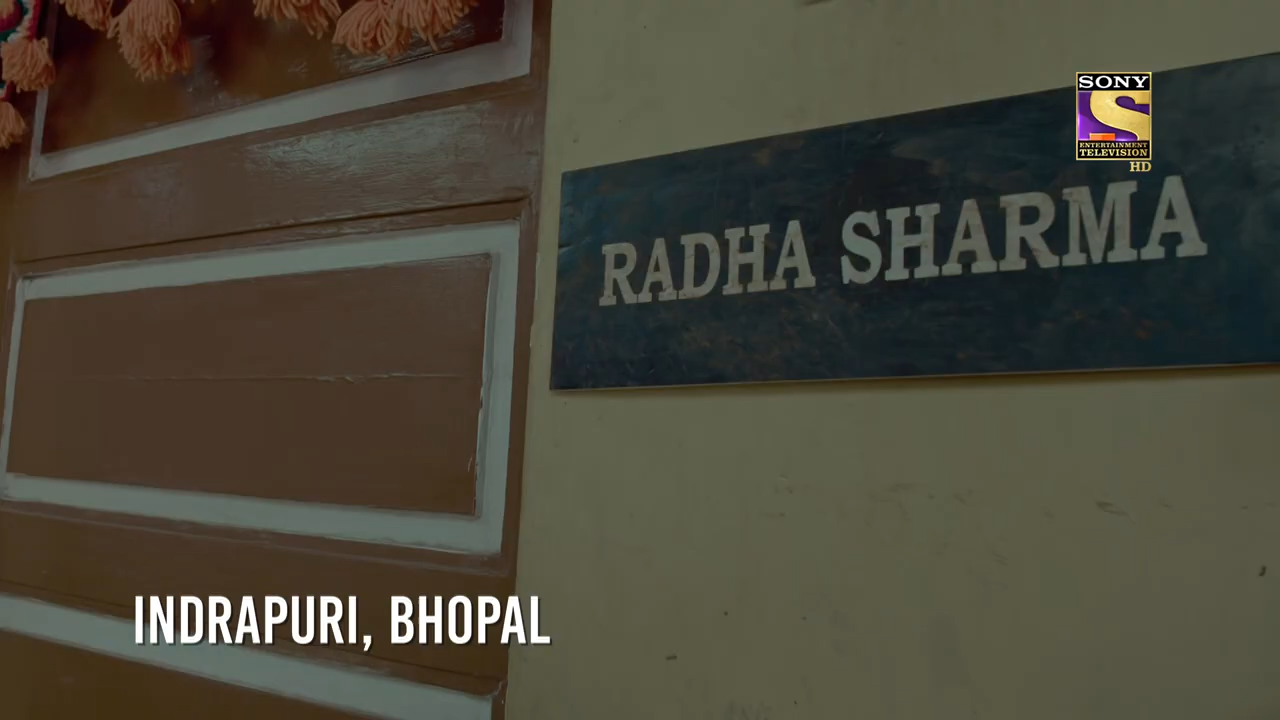 SONY
ENTERTAINMENT
TELEVISION
HD
RADHA SHARMA
INDRAPURI, BHOPAL